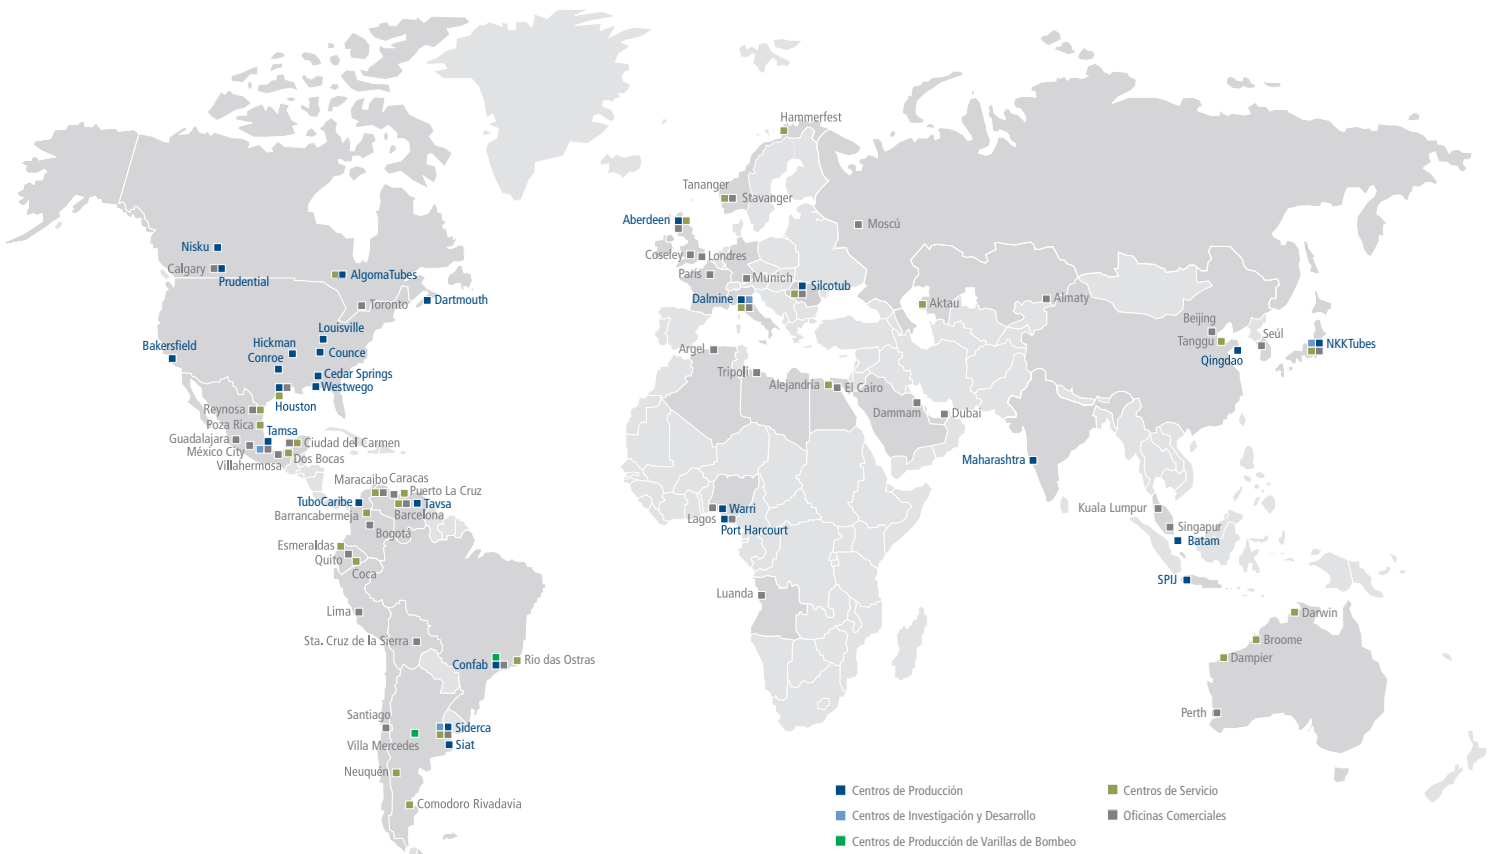 Hammerfest
Tananger
Stavanger
Aberdeen
Moscú
Nisku
Coseley
Londres
Calgary
Prudential
AlgomaTubes
París
Munich
Silcotub
Dartmouth
Toronto
Dalmine
Aktau
Almaty
Louisville
Beijing
Seúl
Hickman
Tanggu
NKKTubes
Bakersfield
Conroe
Counce
Argel
Qingdao
Cedar Springs
Trípoli
Westwego
Alejandría
El Cairo
Houston
Reynosa
Dammam
Dubai
Poza Rica
Tamsa
Guadalajara
Ciudad del Carmen
México City
Dos Bocas
Villahermosa
Maharashtra
Maracaibo
Caracas
Puerto La Cruz
TuboCaribe
Tavsa
Barrancabermeja
Barcelona
Warri
Kuala Lumpur
Lagos
Port Harcourt
Singapur
Bogotá
Batam
Esmeraldas
Quito
Coca
SPIJ
Luanda
Lima
Darwin
Sta. Cruz de la Sierra
Broome
Confab
Rio das Ostras
Dampier
Santiago
Perth
Siderca
Villa Mercedes
Siat
Neuquén
Comodoro Rivadavia
Centros de Producción
Centros de Servicio
Centros de Investigación y Desarrollo
Oficinas Comerciales
Centros de Producción de Varillas de Bombeo